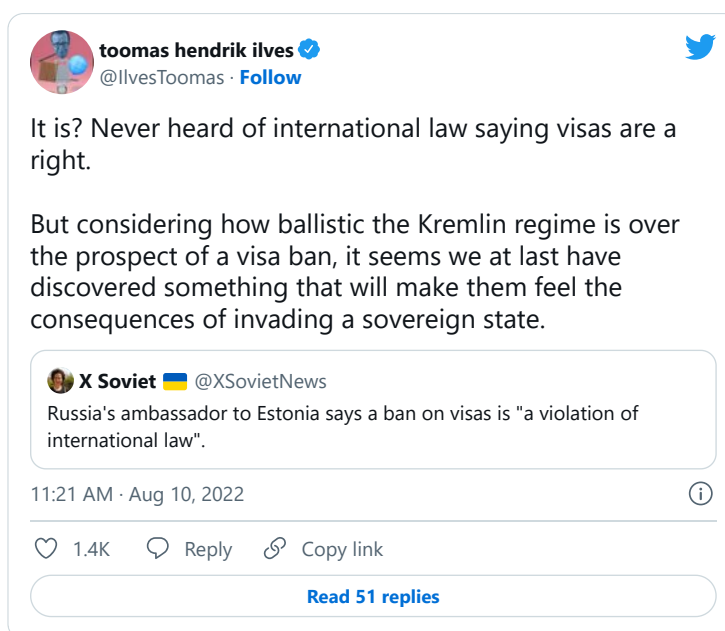 toomas hendrik ilves
@IlvesToomas · Follow
It is? Never heard of international law saying visas are a
right.
But considering how ballistic the Kremlin regime is over
the prospect of a visa ban, it seems we at last have
discovered something that will make them feel the
consequences of invading a sovereign state.
X Soviet 🇺🇦 @XSovietNews
Russia's ambassador to Estonia says a ban on visas is "a violation of
international law".
11:21 AM · Aug 10, 2022
1.4K Reply Copy link
Read 51 replies